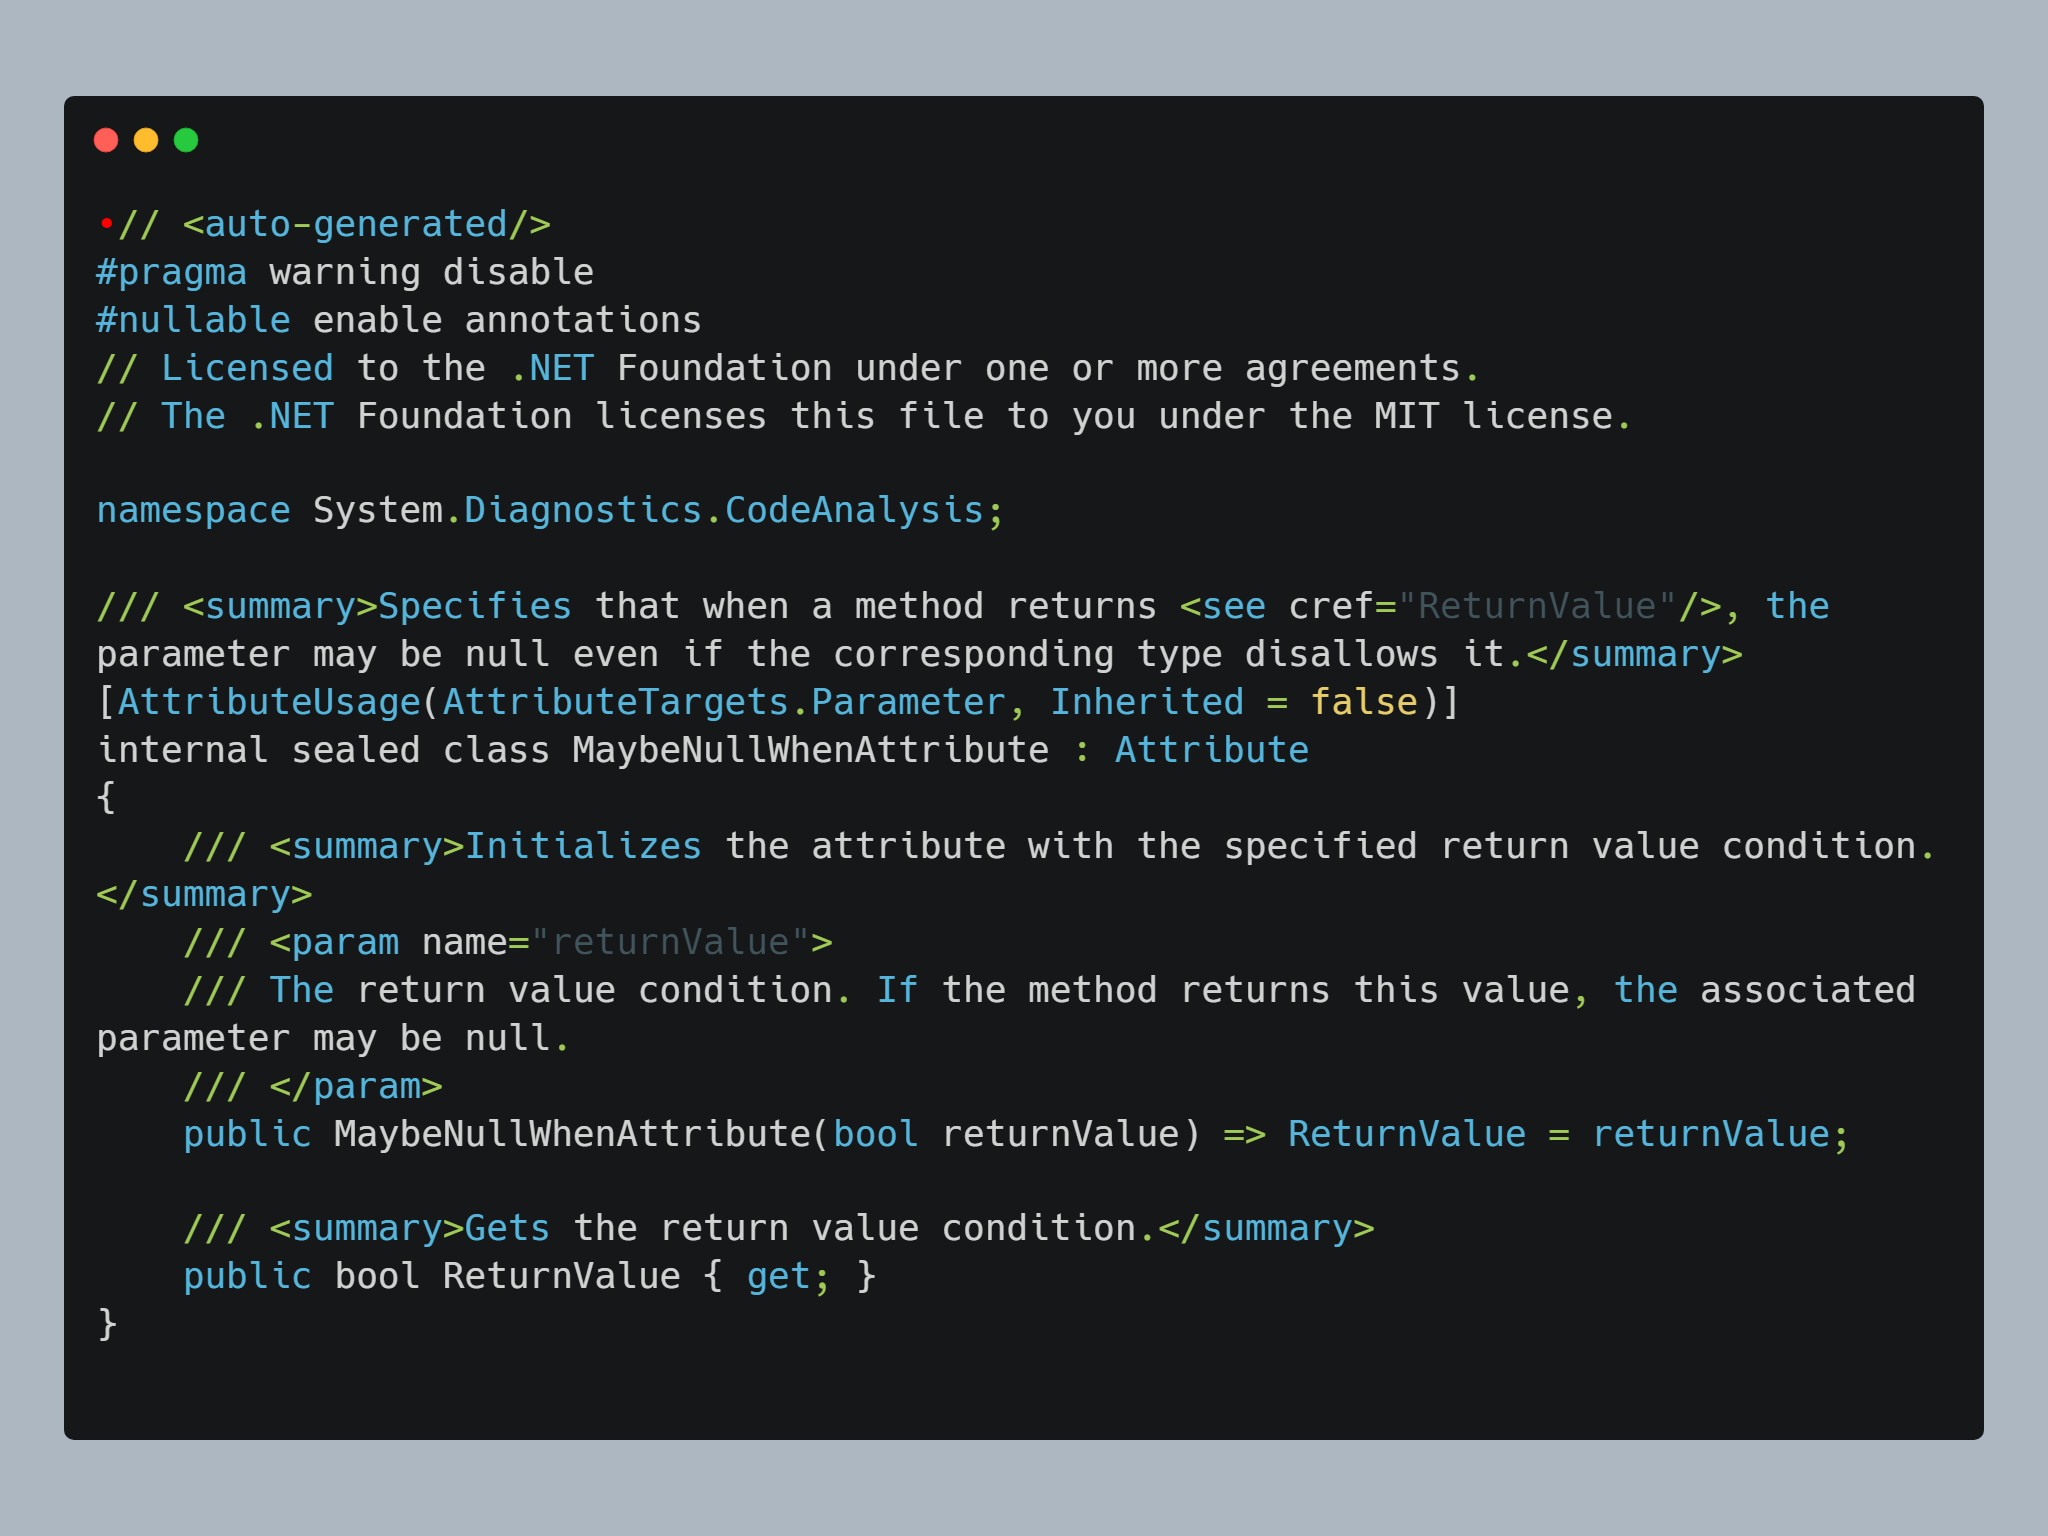 •// <auto-generated/>
#pragma warning disable
#nullable enable annotations
// Licensed to the .NET Foundation under one or more agreements.
// The .NET Foundation licenses this file to you under the MIT license.

namespace System.Diagnostics.CodeAnalysis;

/// <summary>Specifies that when a method returns <see cref="ReturnValue"/>, the
parameter may be null even if the corresponding type disallows it.</summary>
[AttributeUsage(AttributeTargets.Parameter, Inherited = false)]
internal sealed class MaybeNullWhenAttribute : Attribute
{
    /// <summary>Initializes the attribute with the specified return value condition.
</summary>
    /// <param name="returnValue">
    /// The return value condition. If the method returns this value, the associated
parameter may be null.
    /// </param>
    public MaybeNullWhenAttribute(bool returnValue) => ReturnValue = returnValue;

    /// <summary>Gets the return value condition.</summary>
    public bool ReturnValue { get; }
}